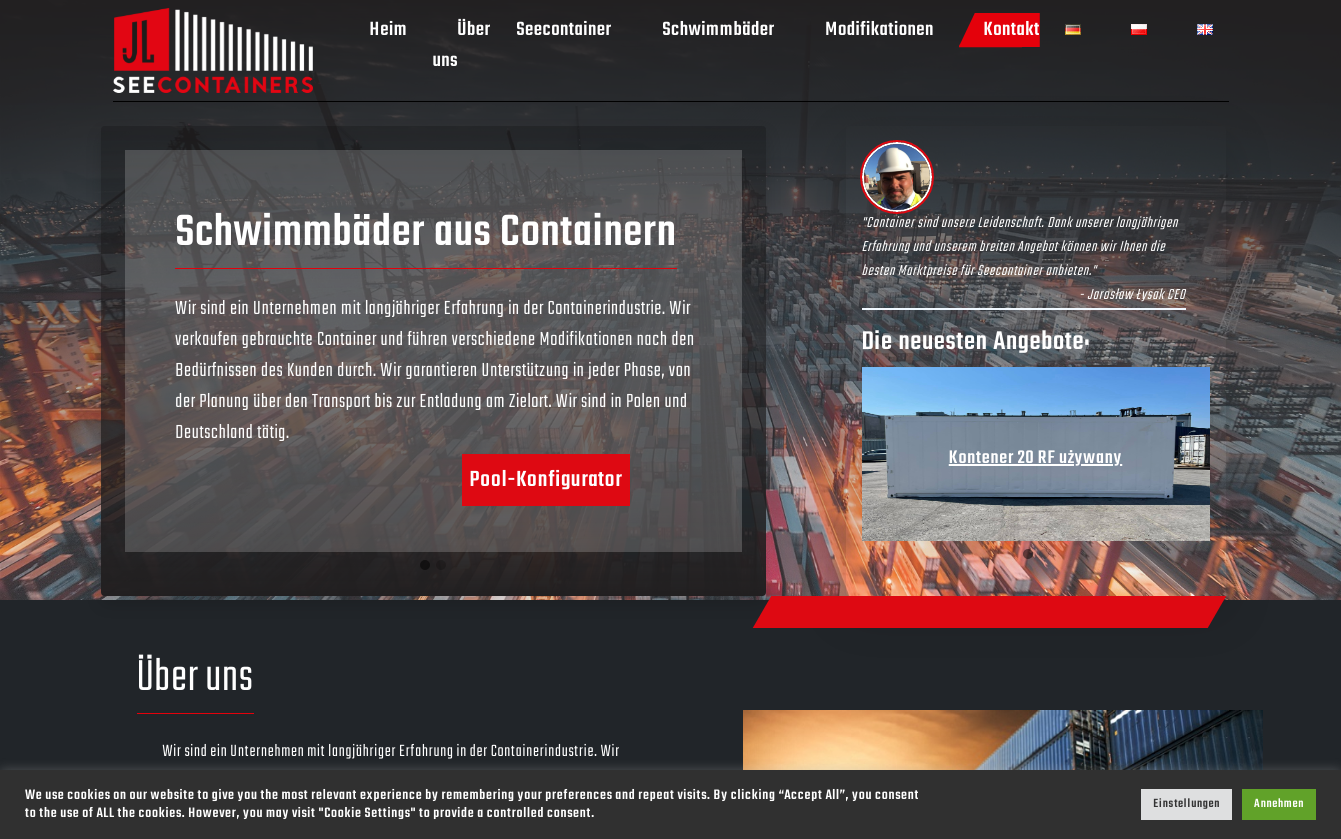 JL
SEECONTAINERS
Heim
Über uns
Seecontainer
Schwimmbäder
Modifikationen
Kontakt
Schwimmbäder aus Containern
Wir sind ein Unternehmen mit langjähriger Erfahrung in der Containerindustrie. Wir
verkaufen gebrauchte Container und führen verschiedene Modifikationen nach den
Bedürfnissen des Kunden durch. Wir garantieren Unterstützung in jeder Phase, von
der Planung über den Transport bis zur Entladung am Zielort. Wir sind in Polen und
Deutschland tätig.
Pool-Konfigurator
"Container sind unsere Leidenschaft. Dank unserer langjährigen
Erfahrung und unserem breiten Angebot können wir Ihnen die
besten Marktpreise für Seecontainer anbieten."
- Jarosław Łysak CEO
Die neuesten Angebote:
Kontener 20 RF używany
Über uns
Wir sind ein Unternehmen mit langjähriger Erfahrung in der Containerindustrie. Wir
We use cookies on our website to give you the most relevant experience by remembering your preferences and repeat visits. By clicking “Accept All”, you consent
to the use of ALL the cookies. However, you may visit "Cookie Settings" to provide a controlled consent.
Einstellungen
Annehmen